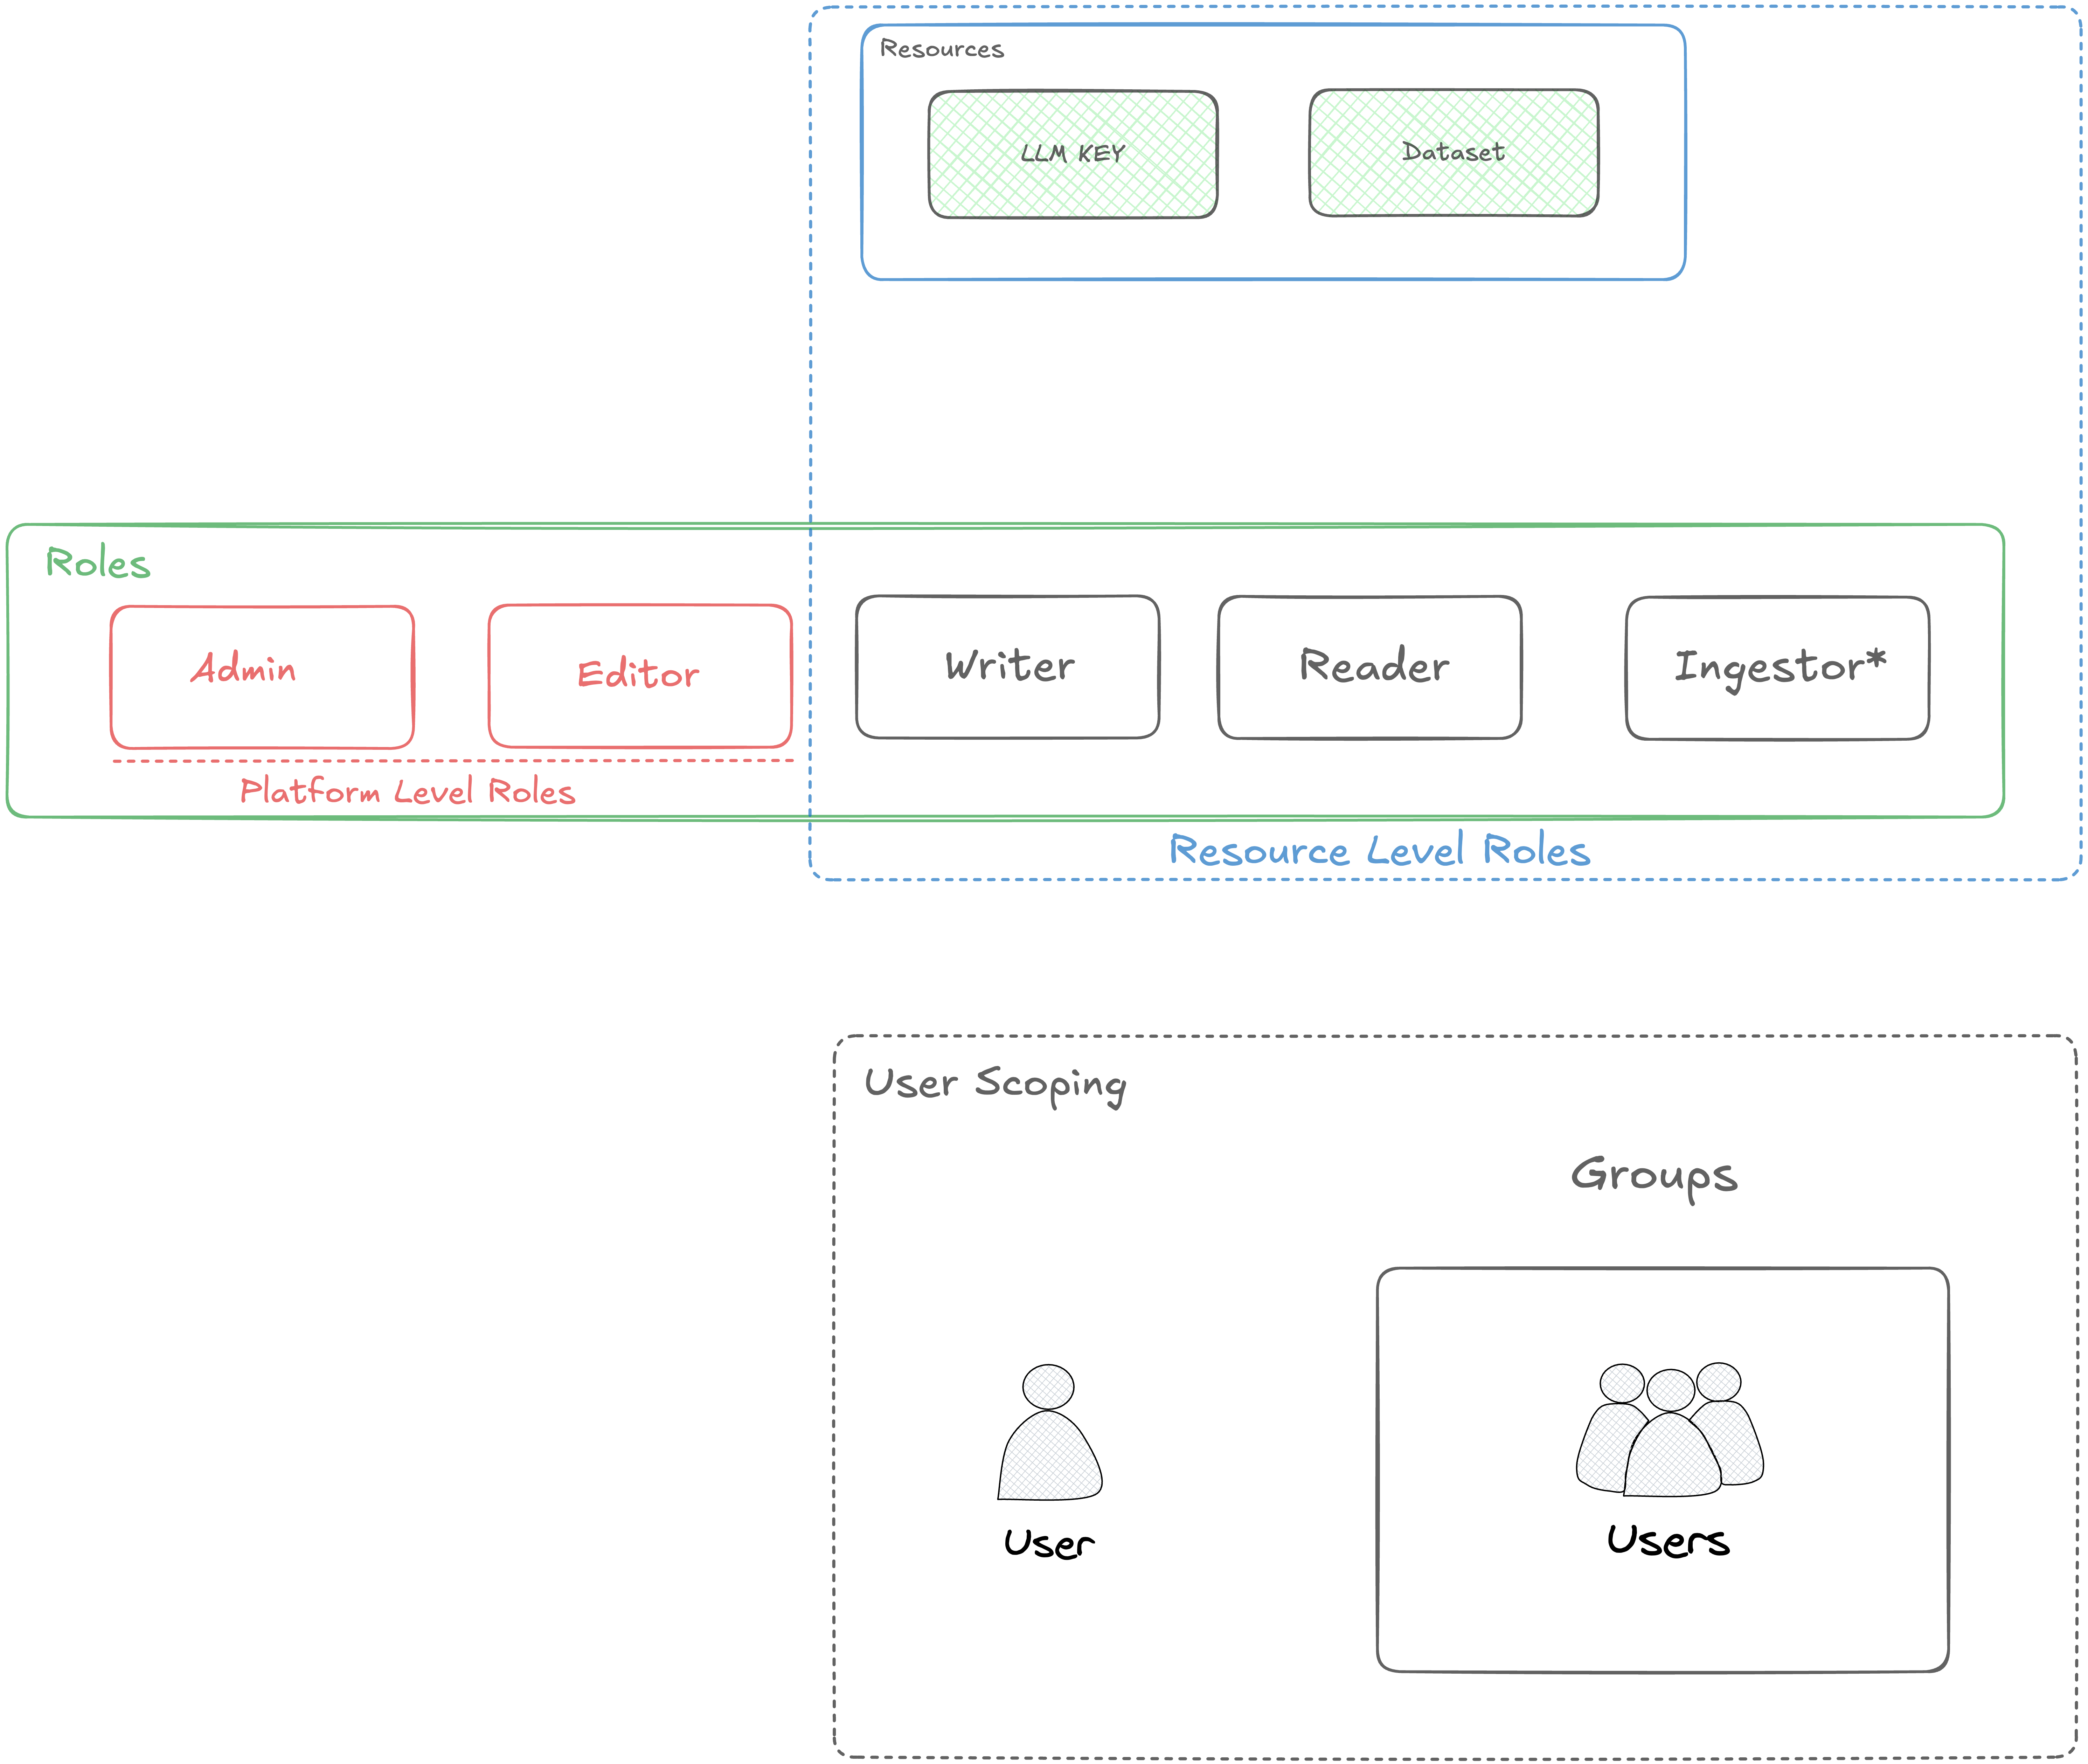 Resources
LLM KEY
Dataset
Roles
Admin
Editor
Writer
Reader
Ingestor*
Platform Level Roles
Resource Level Roles
User Scoping
Groups
User
Users